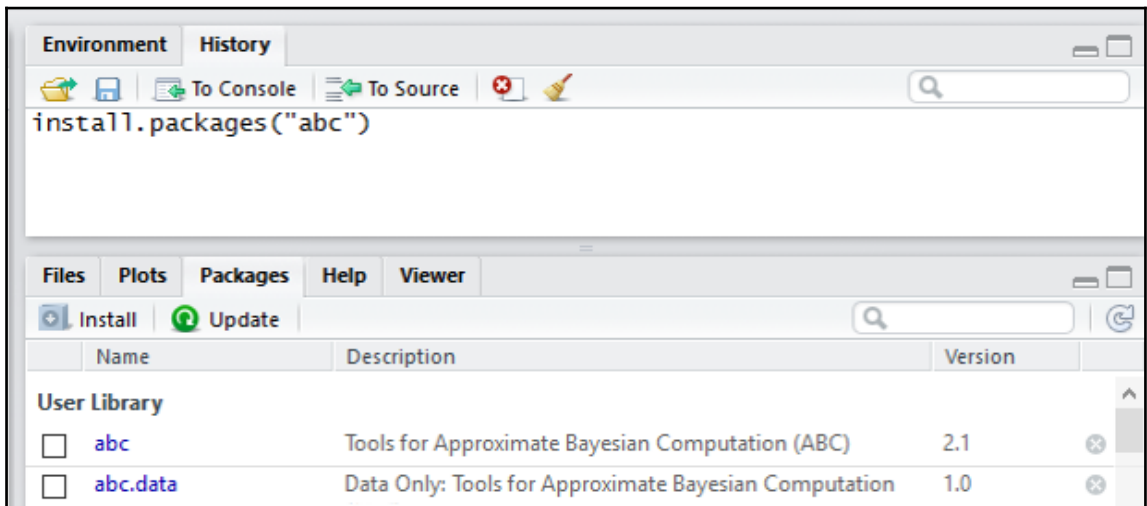 Environment History
To Console To Source
install.packages("abc")
Files Plots Packages Help Viewer
Install Update
Name Description Version
User Library
abc Tools for Approximate Bayesian Computation (ABC) 2.1
abc.data Data Only: Tools for Approximate Bayesian Computation 1.0